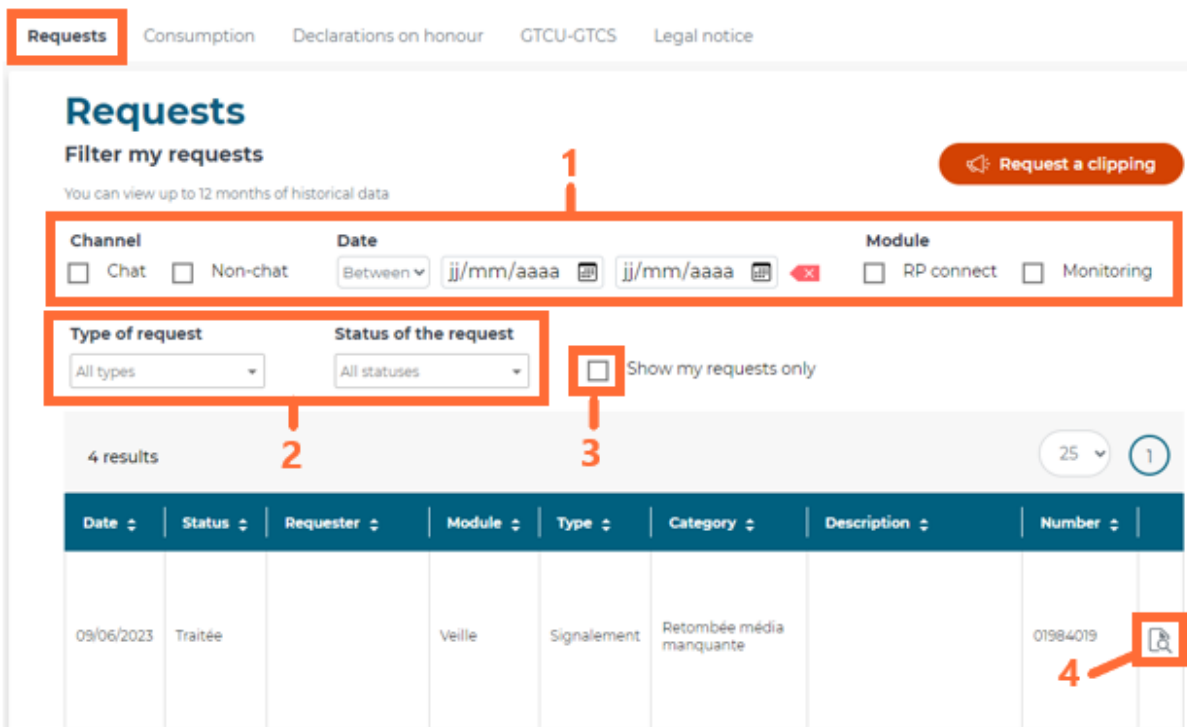 Requests Consumption Declarations on honour GTCU-GTCS Legal notice
Requests
Filter my requests
1
Request a clipping
You can view up to 12 months of historical data
Channel Date Module
Chat Non-chat Between jj/mm/aaaa jj/mm/aaaa RP connect Monitoring
Type of request Status of the request
All types All statuses Show my requests only
2 3
4 results 25 1
Date Status Requester Module Type Category Description Number
09/06/2023 Traitée Veille Signalement Retombée média manquante 01984019
4